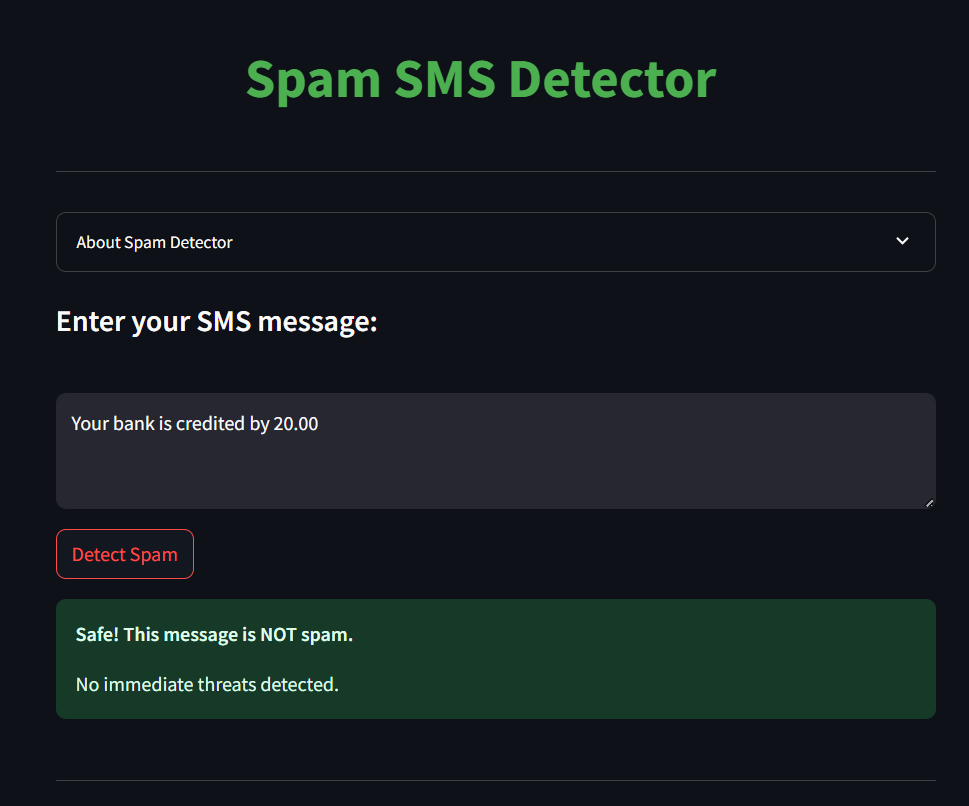 Spam SMS Detector
About Spam Detector
Enter your SMS message:
Your bank is credited by 20.00
Detect Spam
Safe! This message is NOT spam.
No immediate threats detected.